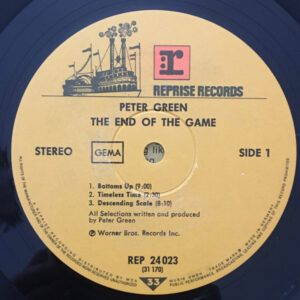 r:
REPRISE RECORDS
PETER GREEN
THE END OF THE GAME
STEREO
GEMA
SIDE 1
1. Bottoms Up (9:00)
2. Timeless Time (2:30)
3. Descending Scale (8:10)
All Selections written and produced
by Peter Green
℗ Warner Bros. Records Inc.
REP 24 023
(31 170)
33